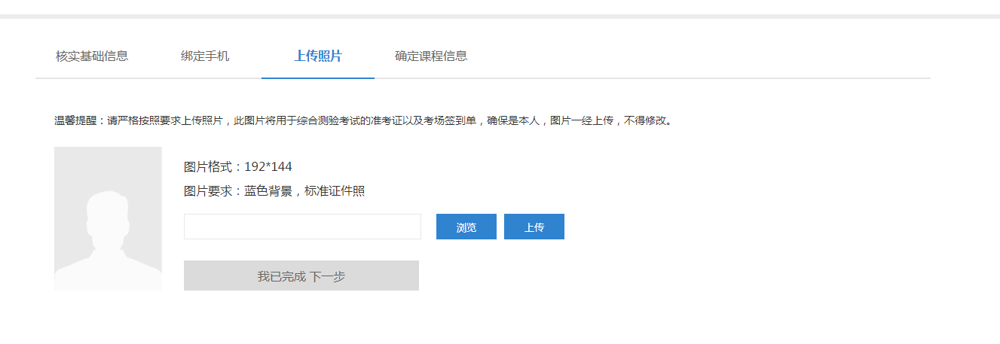 核实基础信息 绑定手机 上传照片 确定课程信息
温馨提醒：请严格按照要求上传照片，此图片将用于综合测验考试的准考证以及考场签到单，确保是本人，图片一经上传，不得修改。
图片格式：192*144
图片要求：蓝色背景，标准证件照
浏览 上传
我已完成 下一步